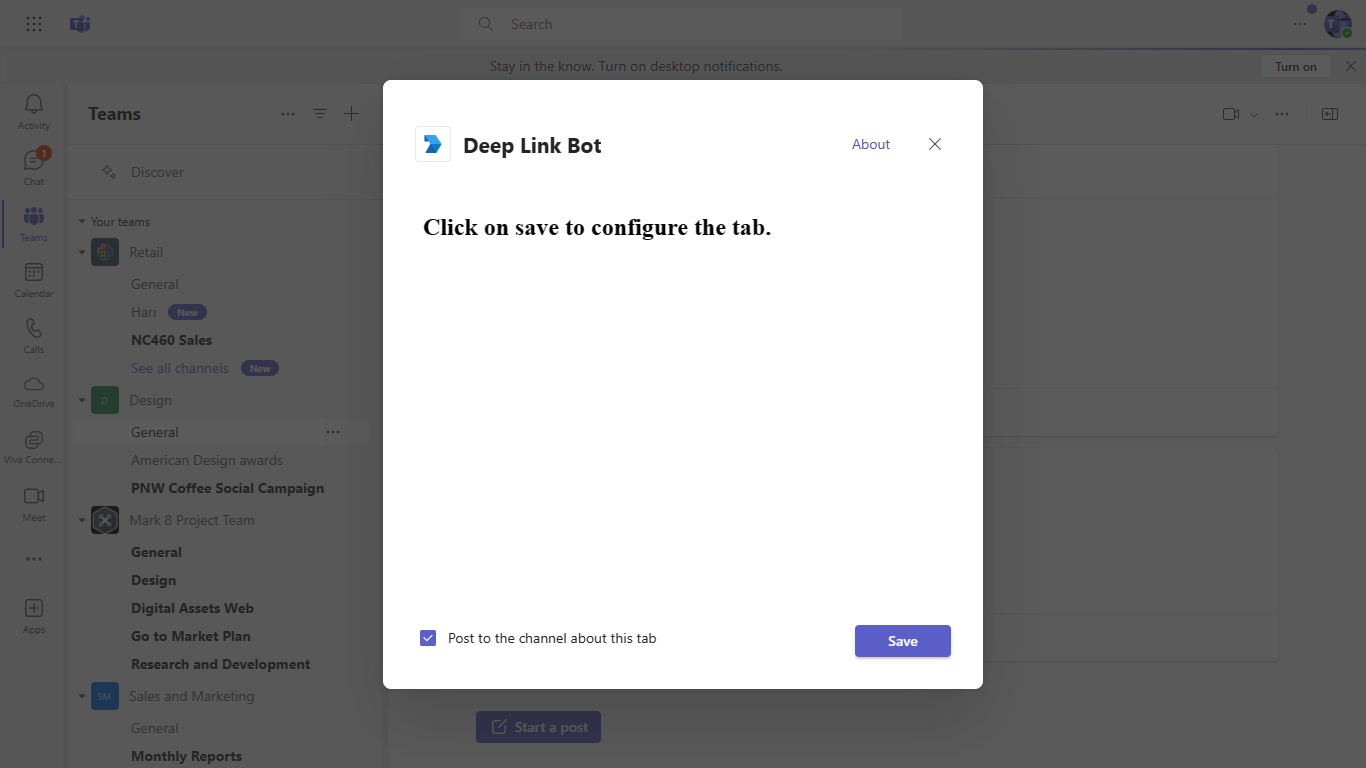 Search
Stay in the know. Turn on desktop notifications.
Turn on
Activity
Chat
1
Teams
Calendar
Calls
OneDrive
Viva Conne...
Meet
Apps
Teams
Discover
Your teams
Retail
General
Hari New
NC460 Sales
See all channels New
D Design
General
American Design awards
PNW Coffee Social Campaign
Mark 8 Project Team
General
Design
Digital Assets Web
Go to Market Plan
Research and Development
SM Sales and Marketing
General
Monthly Reports
Deep Link Bot
About
Click on save to configure the tab.
Post to the channel about this tab
Save
Start a post